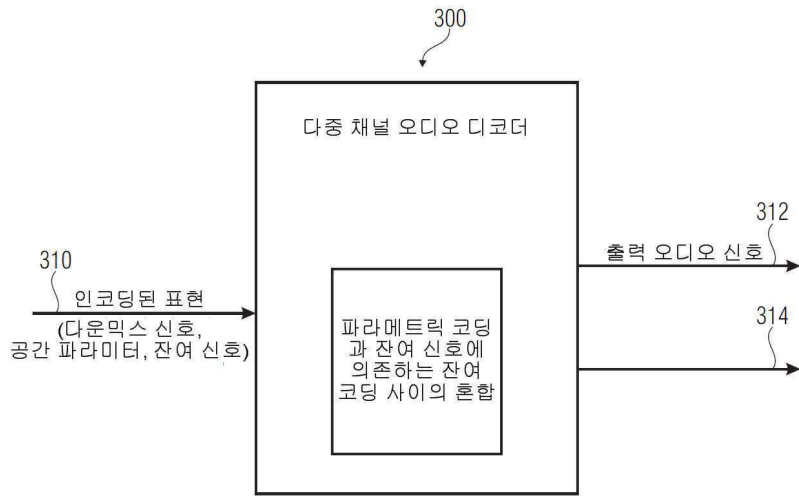 300
다중 채널 오디오 디코더
310
인코딩된 표현
(다운믹스 신호,
공간 파라미터, 잔여 신호)
파라메트릭 코딩
과 잔여 신호에
의존하는 잔여
코딩 사이의 혼합
312
출력 오디오 신호
314